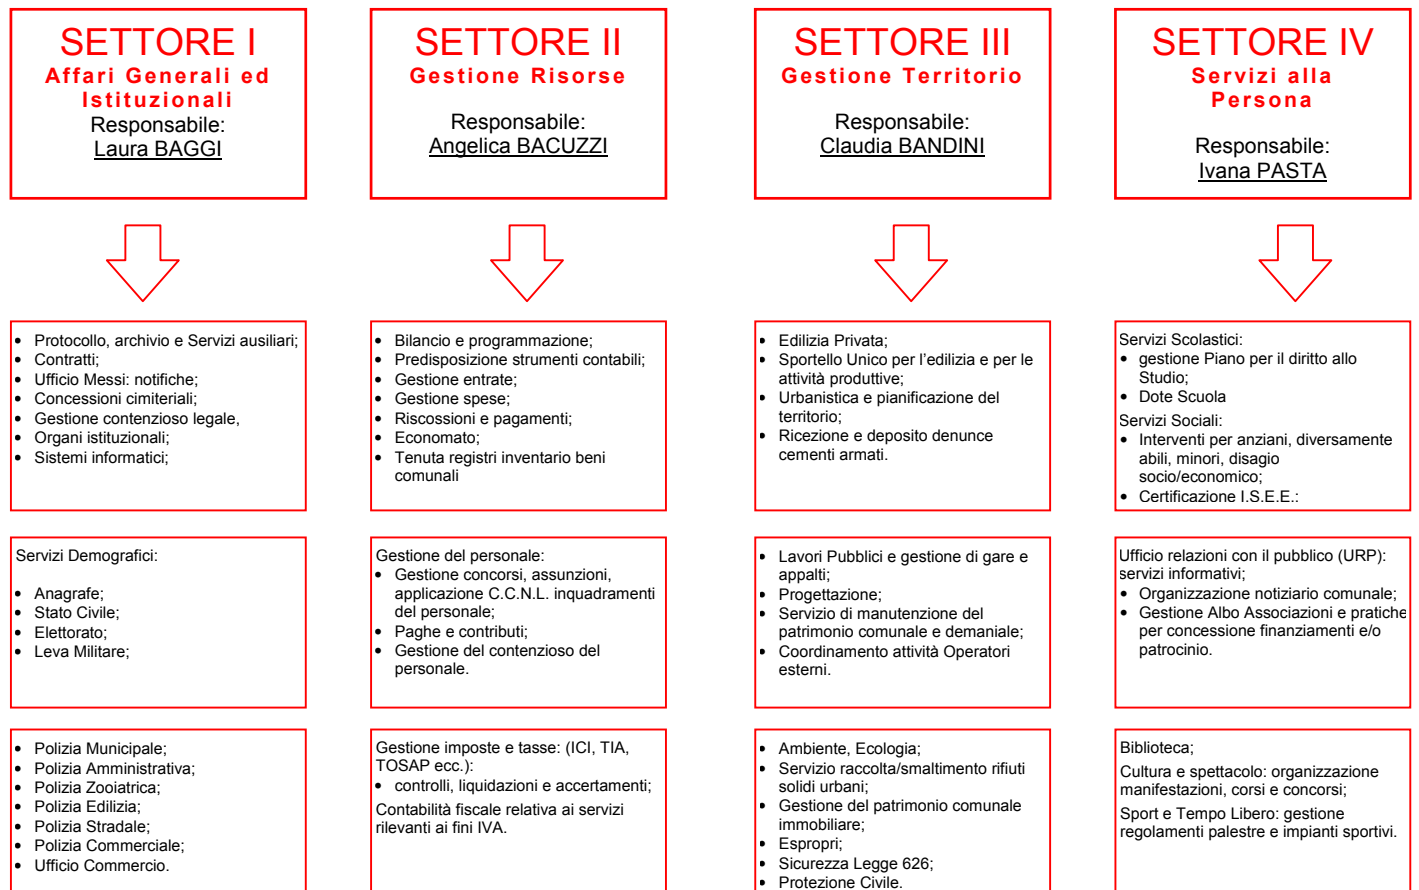 SETTORE I
Affari Generali ed
Istituzionali
Responsabile:
Laura BAGGI
SETTORE II
Gestione Risorse
Responsabile:
Angelica BACUZZI
SETTORE III
Gestione Territorio
Responsabile:
Claudia BANDINI
SETTORE IV
Servizi alla
Persona
Responsabile:
Ivana PASTA
• Protocollo, archivio e Servizi ausiliari;
• Contratti;
• Ufficio Messi: notifiche;
• Concessioni cimiteriali;
• Gestione contenzioso legale,
• Organi istituzionali;
• Sistemi informatici;
• Bilancio e programmazione;
• Predisposizione strumenti contabili;
• Gestione entrate;
• Gestione spese;
• Riscossioni e pagamenti;
• Economato;
• Tenuta registri inventario beni
comunali
• Edilizia Privata;
• Sportello Unico per l’edilizia e per le
attività produttive;
• Urbanistica e pianificazione del
territorio;
• Ricezione e deposito denunce
cementi armati.
Servizi Scolastici:
• gestione Piano per il diritto allo
Studio;
• Dote Scuola
Servizi Sociali:
• Interventi per anziani, diversamente
abili, minori, disagio
socio/economico;
• Certificazione I.S.E.E.:
Servizi Demografici:
• Anagrafe;
• Stato Civile;
• Elettorato;
• Leva Militare;
Gestione del personale:
• Gestione concorsi, assunzioni,
applicazione C.C.N.L. inquadramenti
del personale;
• Paghe e contributi;
• Gestione del contenzioso del
personale.
• Lavori Pubblici e gestione di gare e
appalti;
• Progettazione;
• Servizio di manutenzione del
patrimonio comunale e demaniale;
• Coordinamento attività Operatori
esterni.
Ufficio relazioni con il pubblico (URP):
servizi informativi;
• Organizzazione notiziario comunale;
• Gestione Albo Associazioni e pratiche
per concessione finanziamenti e/o
patrocinio.
• Polizia Municipale;
• Polizia Amministrativa;
• Polizia Zooiatrica;
• Polizia Edilizia;
• Polizia Stradale;
• Polizia Commerciale;
• Ufficio Commercio.
Gestione imposte e tasse: (ICI, TIA,
TOSAP ecc.):
• controlli, liquidazioni e accertamenti;
Contabilità fiscale relativa ai servizi
rilevanti ai fini IVA.
• Ambiente, Ecologia;
• Servizio raccolta/smaltimento rifiuti
solidi urbani;
• Gestione del patrimonio comunale
immobiliare;
• Espropri;
• Sicurezza Legge 626;
• Protezione Civile.
Biblioteca;
Cultura e spettacolo: organizzazione
manifestazioni, corsi e concorsi;
Sport e Tempo Libero: gestione
regolamenti palestre e impianti sportivi.